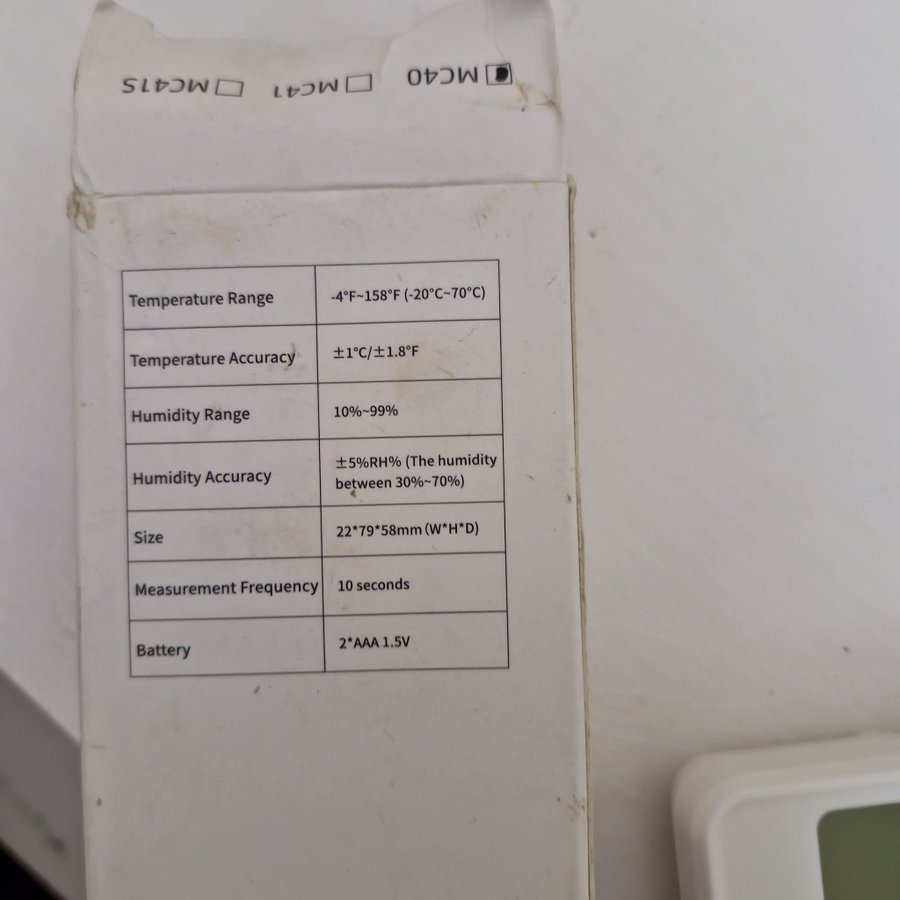 MC40
MC41
MC41S
Temperature Range
-4°F~158°F (-20°C~70°C)
Temperature Accuracy
±1°C/±1.8°F
Humidity Range
10%~99%
Humidity Accuracy
±5%RH% (The humidity
between 30%~70%)
Size
22*79*58mm (W*H*D)
Measurement Frequency
10 seconds
Battery
2*AAA 1.5V